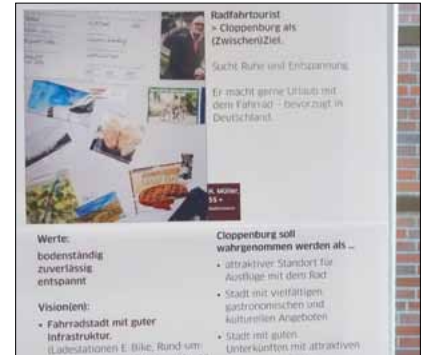 Radfahrtourist
> Cloppenburg als
(Zwischen)Ziel.
Sucht Ruhe und Entspannung.
Er macht gerne Urlaub mit
dem Fahrrad – bevorzugt in
Deutschland.
H. Müller,
55 +
Werte:
bodenständig
zuverlässig
entspannt
Vision(en):
• Fahrradstadt mit guter
Infrastruktur.
(Ladestationen E-Bike, Rund-um-
Cloppenburg soll
wahrgenommen werden als ...
• attraktiver Standort für
Ausflüge mit dem Rad
• Stadt mit vielfältigen
gastronomischen und
kulturellen Angeboten
• Stadt mit guten
Unterkünften mit attraktiven